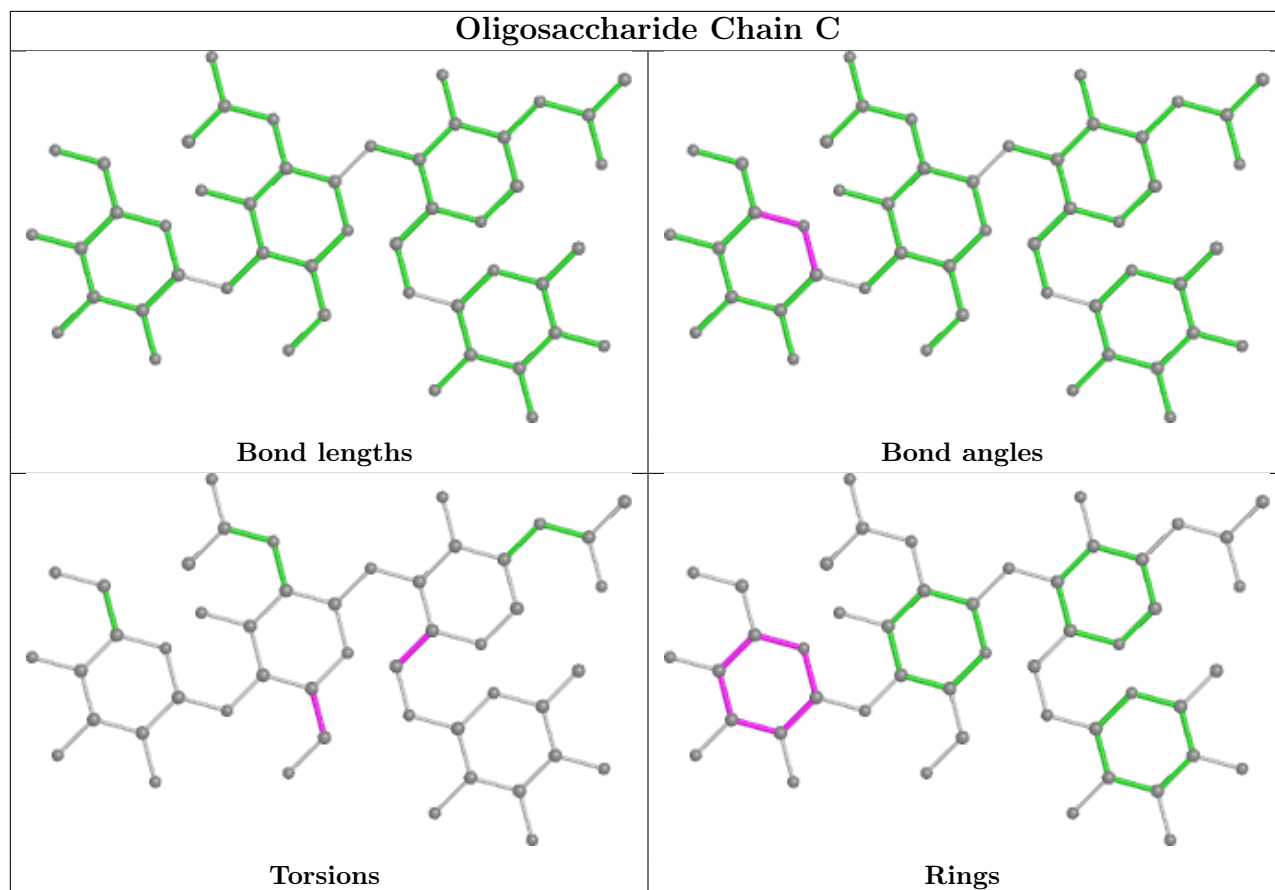 Oligosaccharide Chain C
Bond lengths
Bond angles
Torsions
Rings